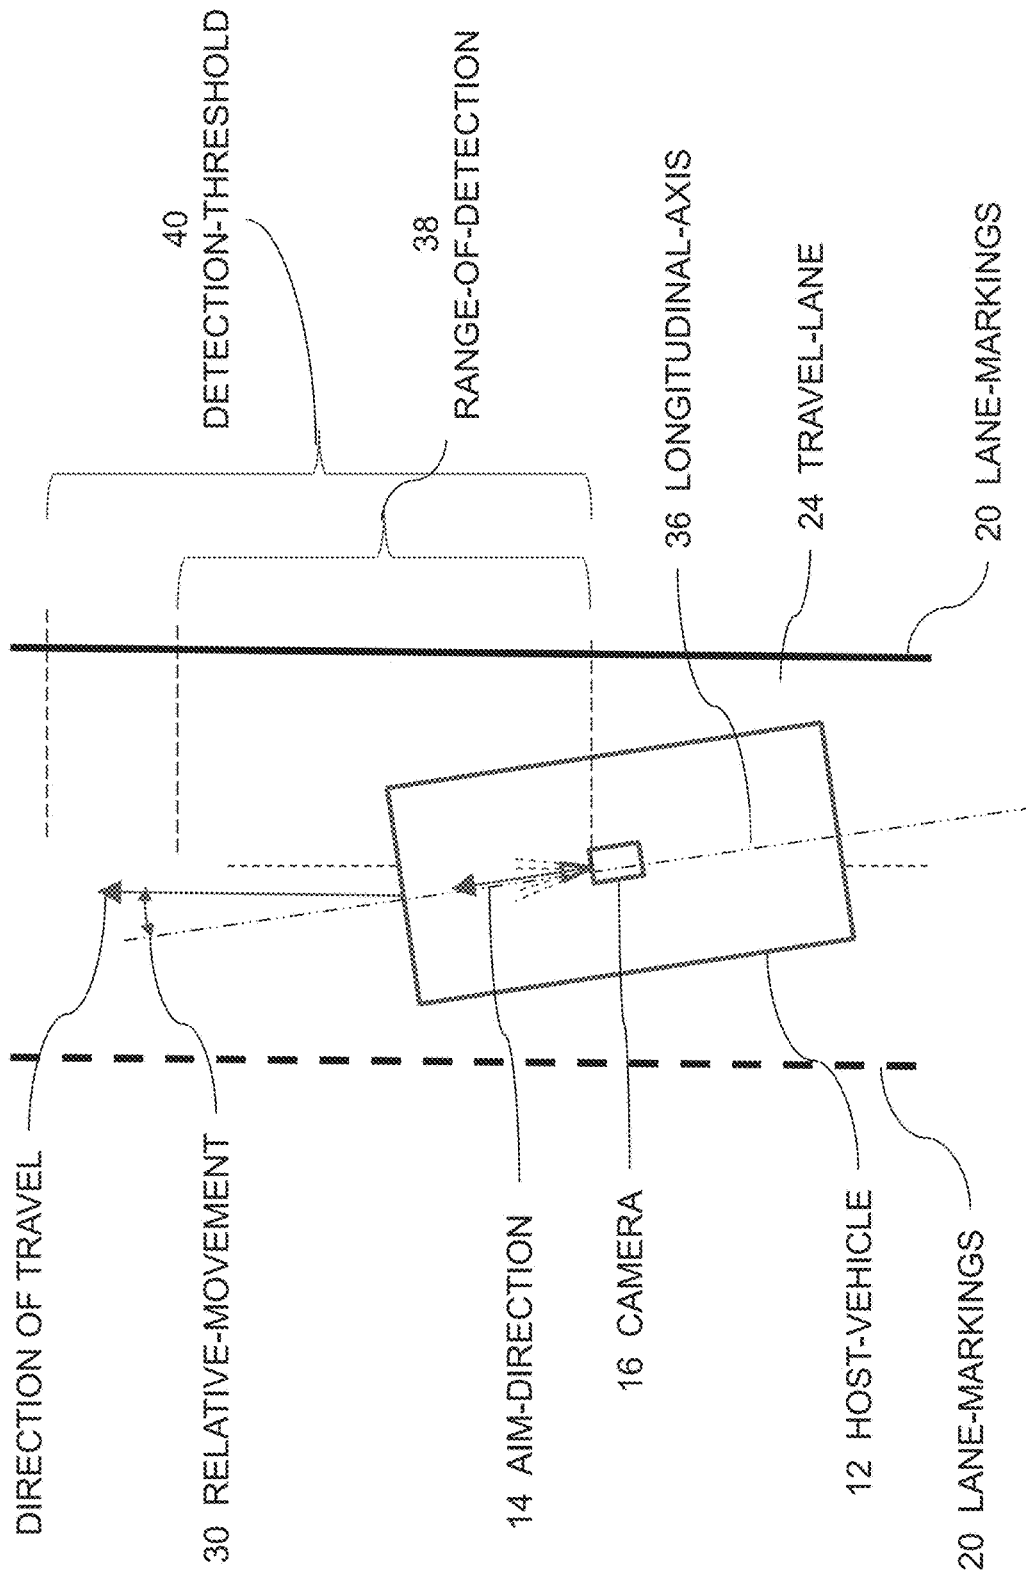 40
DETECTION-THRESHOLD
38
RANGE-OF-DETECTION
36 LONGITUDINAL-AXIS
24 TRAVEL-LANE
20 LANE-MARKINGS
DIRECTION OF TRAVEL
30 RELATIVE-MOVEMENT
14 AIM-DIRECTION
16 CAMERA
12 HOST-VEHICLE
20 LANE-MARKINGS